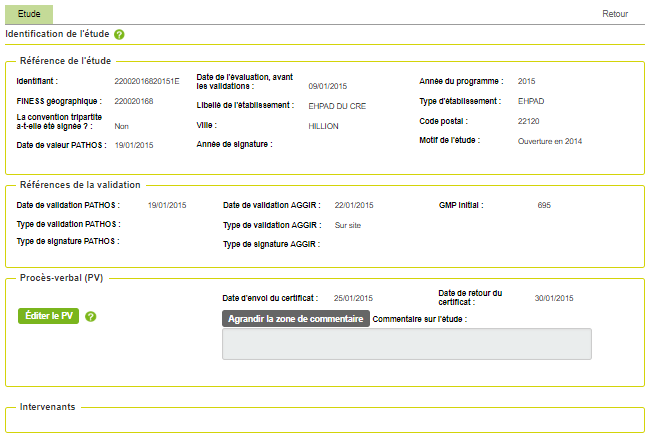 Etude
Retour
Identification de l'étude ?
Référence de l'étude
Identifiant : 22002016820151E
Date de l'évaluation, avant
les validations : 09/01/2015
Année du programme : 2015
FINESS géographique : 220020168
Libellé de l'établissement : EHPAD DU CRE
Type d'établissement : EHPAD
La convention tripartite
a-t-elle été signée ? : Non
Ville : HILLION
Code postal : 22120
Date de valeur PATHOS : 19/01/2015
Année de signature :
Motif de l'étude : Ouverture en 2014
Références de la validation
Date de validation PATHOS : 19/01/2015
Date de validation AGGIR : 22/01/2015
GMP initial : 695
Type de validation PATHOS :
Type de validation AGGIR : Sur site
Type de signature PATHOS :
Type de signature AGGIR :
Procès-verbal (PV)
Date d'envoi du certificat : 25/01/2015
Date de retour du
certificat : 30/01/2015
Éditer le PV ?
Agrandir la zone de commentaire Commentaire sur l'étude :
Intervenants